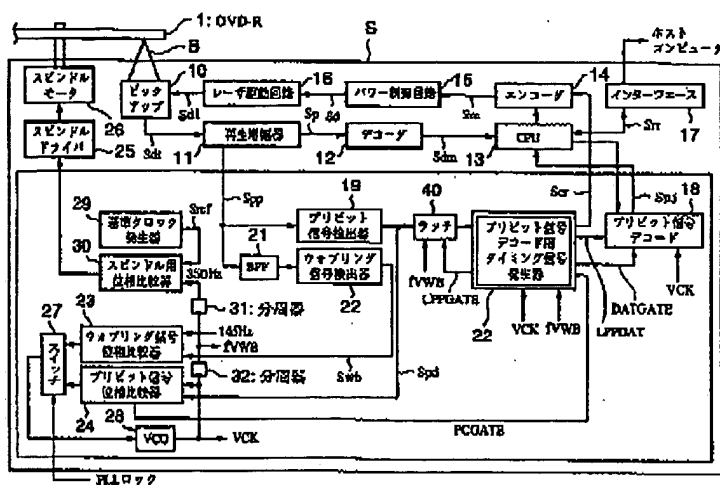 1: DVD-R
S
B
ホスト
コンピュータ
スピンドル
モータ
26
ピック
アップ
10
レーザ駆動回路
16
Sdl
パワー制御回路
15
Sd
エンコーダ
14
Sm
インターフェース
17
Srr
スピンドル
ドライバ
25
Sdt
再生増幅器
11
Sp
デコーダ
12
Sdm
CPU
13
Spp
Scr
Spj
29
基準クロック
発生器
Sref
19
プリピット
信号検出器
40
ラッチ
プリピット信号
デコード用
タイミング信号
発生器
22
18
プリピット信号
デコード
30
スピンドル用
位相比較器
350Hz
21
BPF
ウォブリング
信号検出器
22
fVWB
LPPGATE
DATGATE
LPPDAT
VCK
VCK
fVWB
31: 分周器
27
スイッチ
23
ウォブリング信号
位相比較器
145Hz
fVWB
32: 分周器
Swb
Spd
プリピット信号
位相比較器
24
28
VCO
VCK
PCGATE
PLLロック